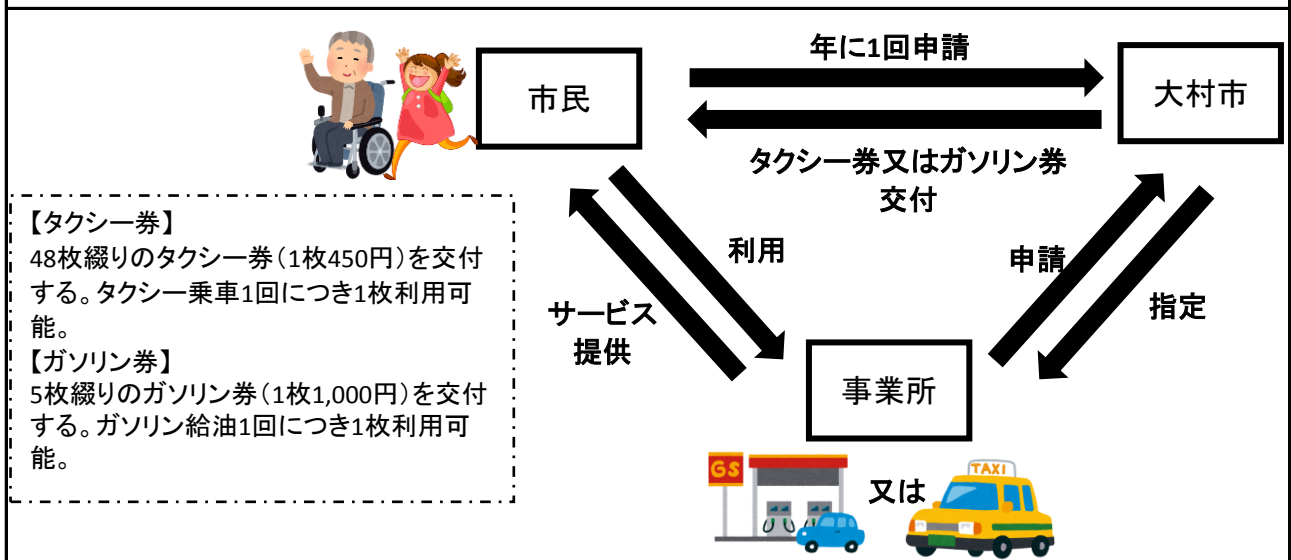 年に1回申請
市民
大村市
タクシー券又はガソリン券
交付
【タクシー券】
48枚綴りのタクシー券(1枚450円)を交付
する。タクシー乗車1回につき1枚利用可
能。
【ガソリン券】
5枚綴りのガソリン券(1枚1,000円)を交付
する。ガソリン給油1回につき1枚利用可
能。
利用
サービス
提供
申請
指定
事業所
GS
又は
TAXI